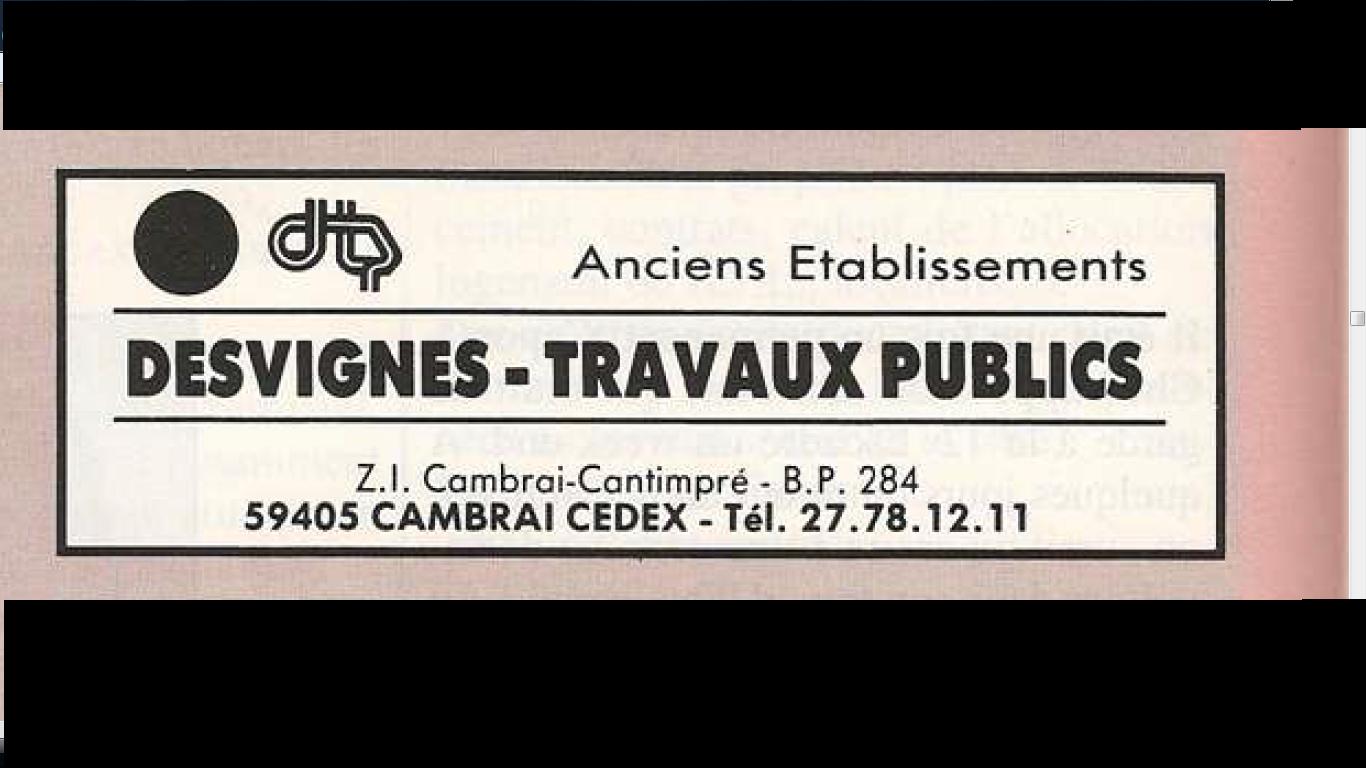 dtp
Anciens Etablissements
DESVIGNES - TRAVAUX PUBLICS
Z.I. Cambrai-Cantimpré - B.P. 284
59405 CAMBRAI CEDEX - Tél. 27.78.12.11